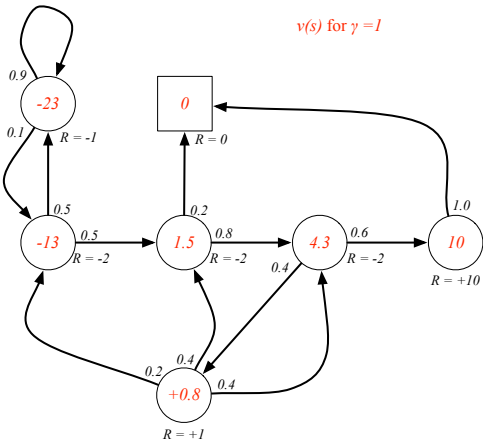 v(s) for γ =1
0.9
-23
0
0.1
R = -1
R = 0
0.5
0.2
1.0
-13
0.5
1.5
0.8
4.3
0.6
10
R = -2
R = -2
0.4
R = -2
R = +10
0.2
0.4
+0.8
0.4
R = +1